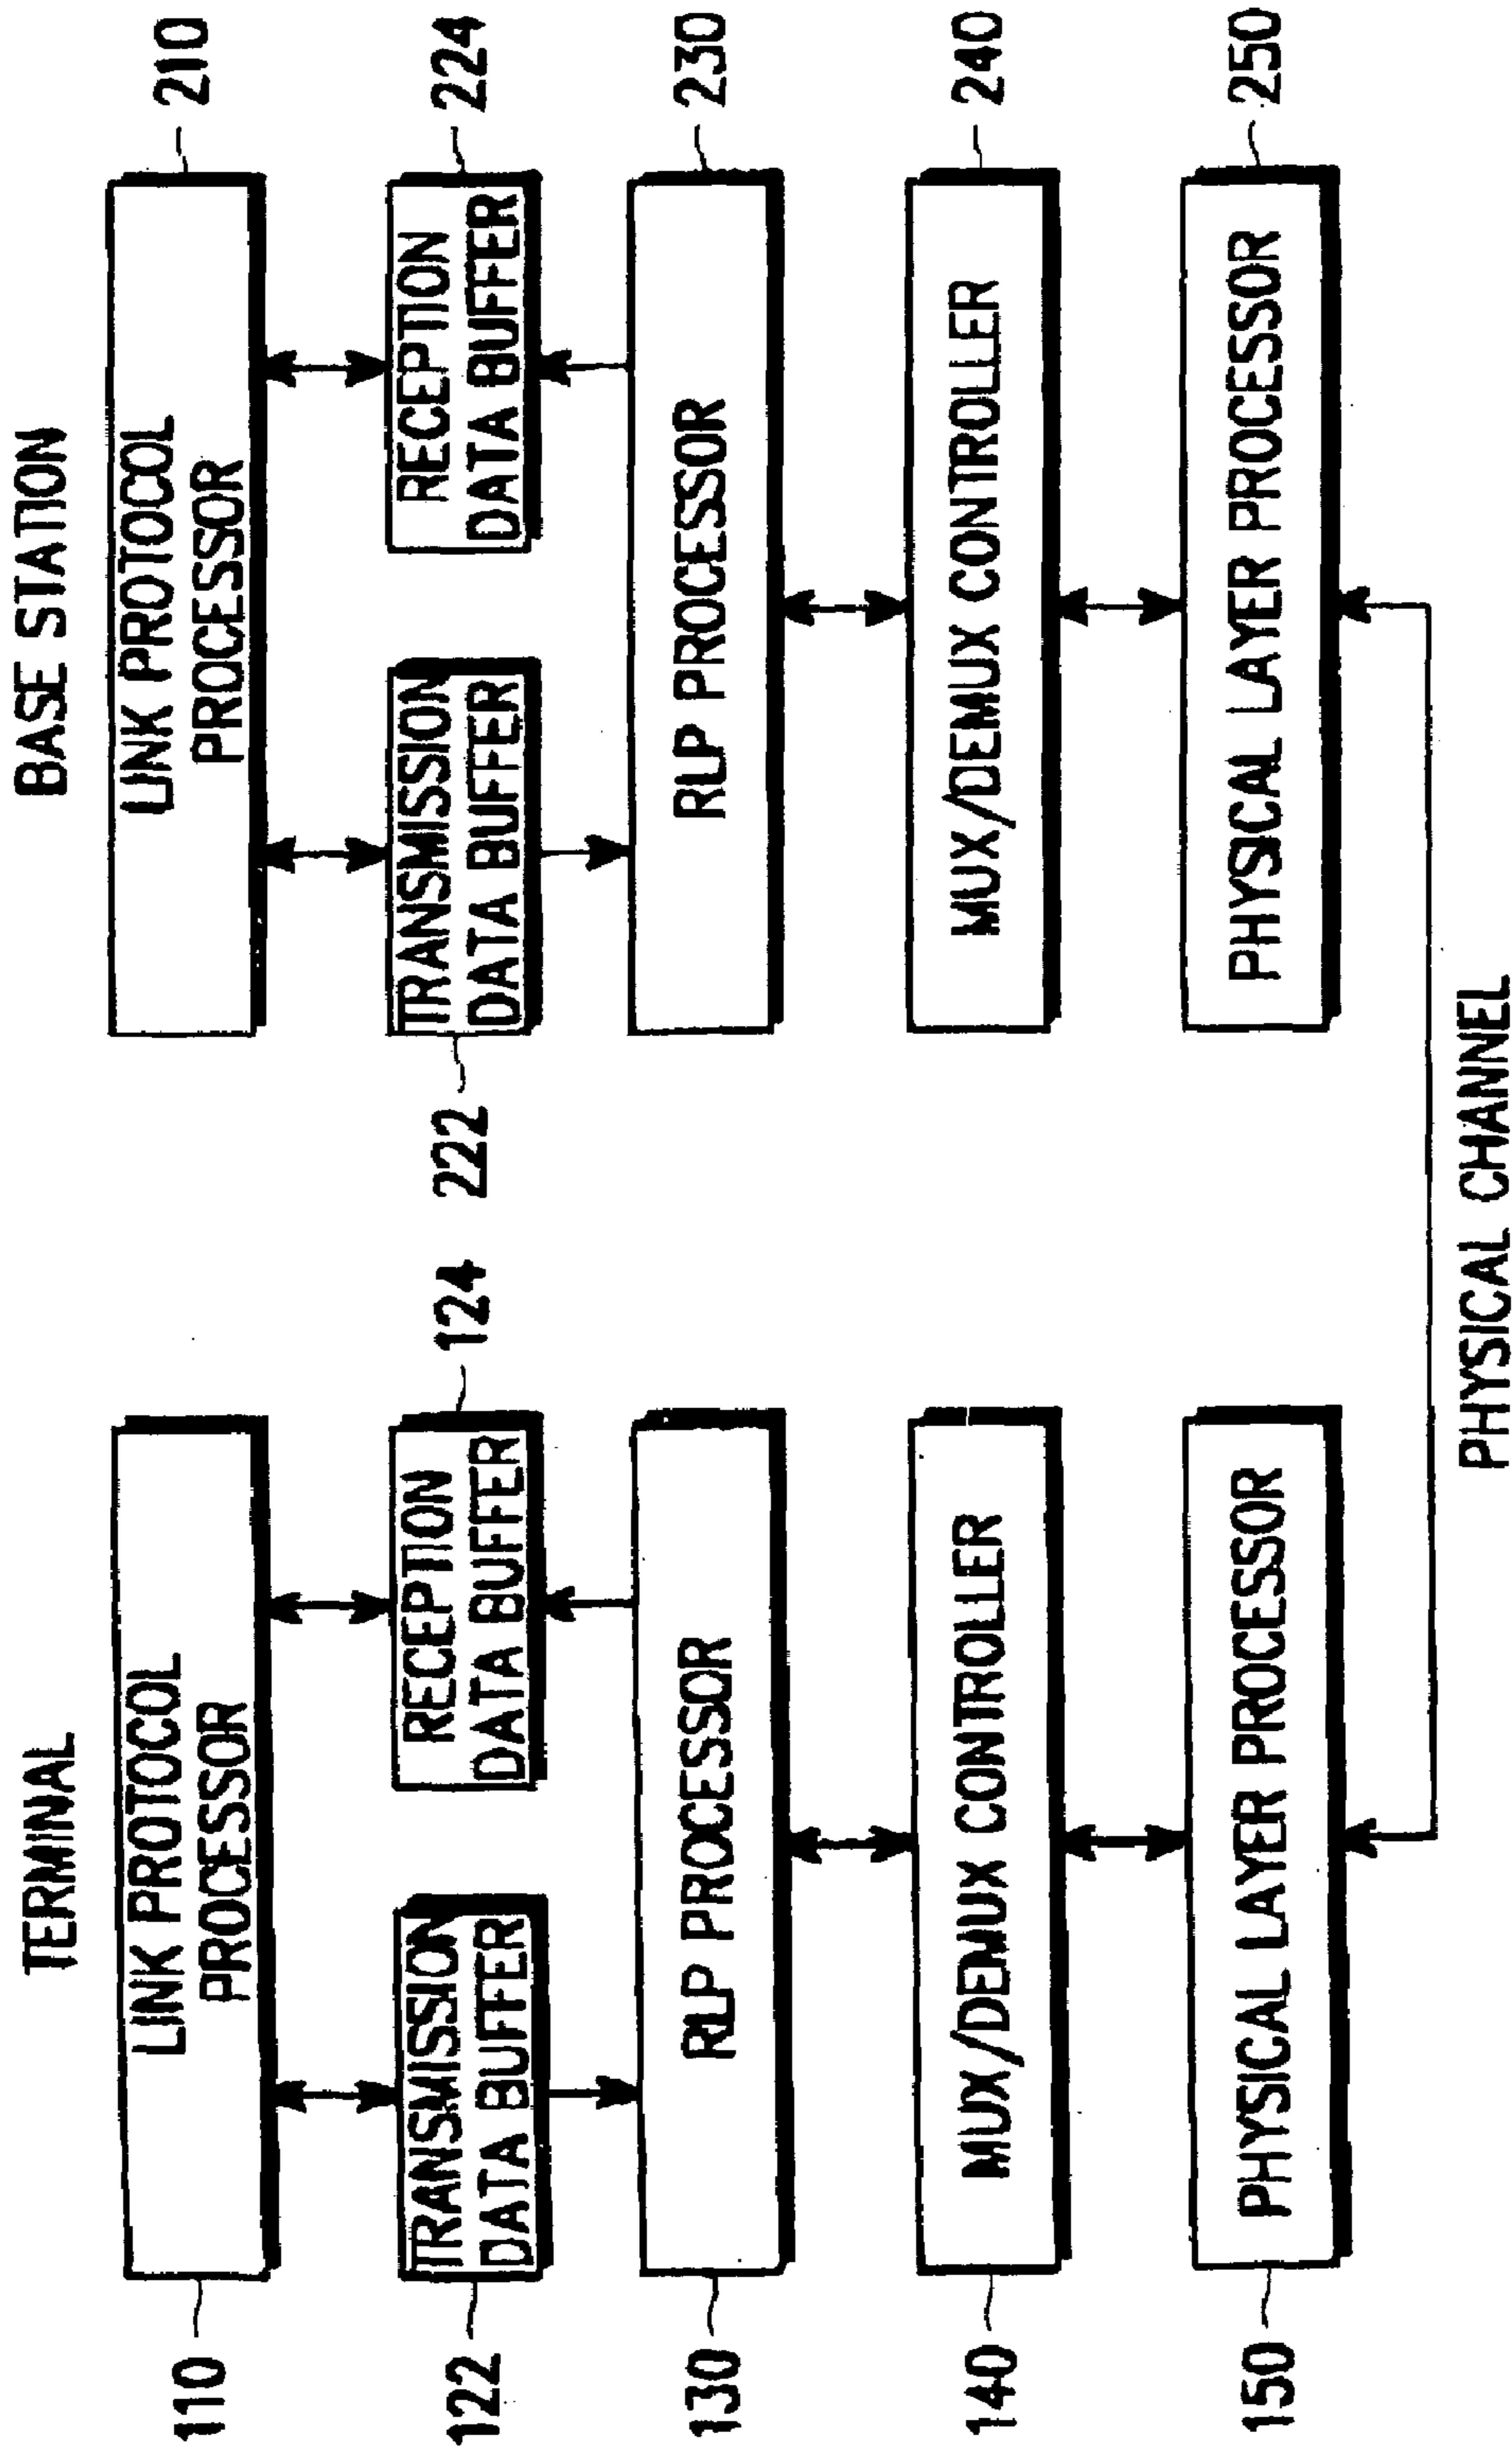 TERMINAL
BASE STATION
110
LINK PROTOCOL
PROCESSOR
LINK PROTOCOL
PROCESSOR
210
122
TRANSMISSION
DATA BUFFER
RECEPTION
DATA BUFFER
124
222
TRANSMISSION
DATA BUFFER
RECEPTION
DATA BUFFER
224
130
RLP PROCESSOR
RLP PROCESSOR
230
140
MUX/DEMUX CONTROLLER
MUX/DEMUX CONTROLLER
240
150
PHYSICAL LAYER PROCESSOR
PHYSICAL LAYER PROCESSOR
250
PHYSICAL CHANNEL